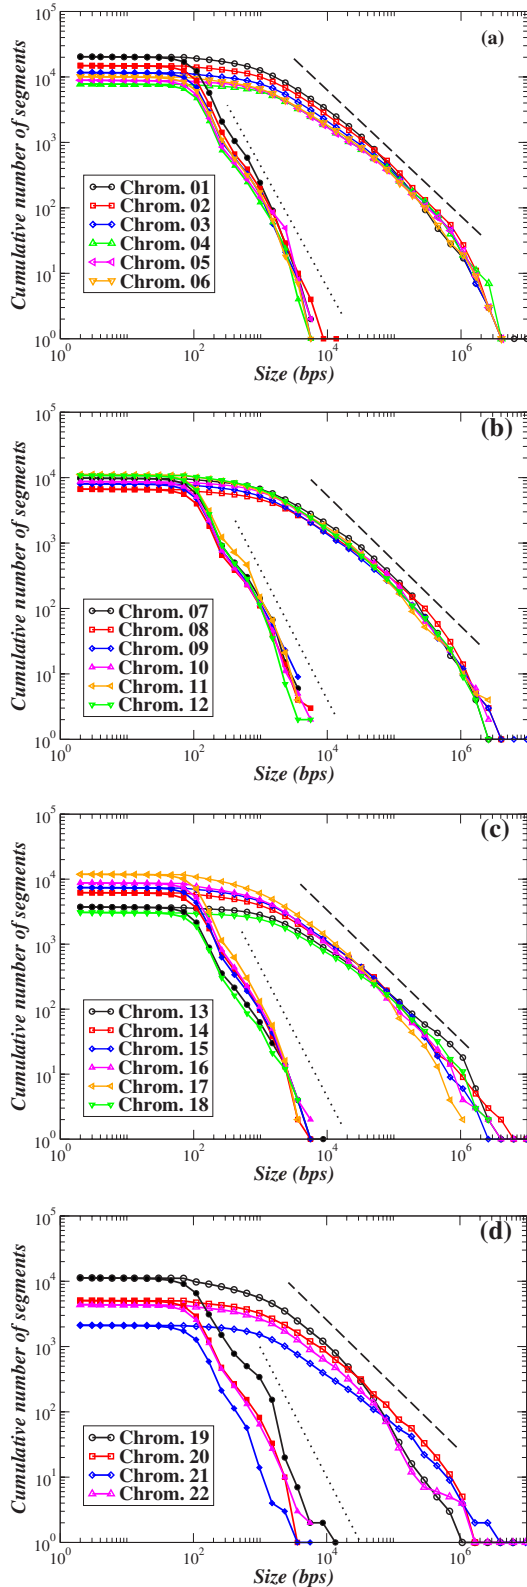 (a)
10^5
10^4
10^3
10^2
10^1
10^0
Cumulative number of segments
Chrom. 01
Chrom. 02
Chrom. 03
Chrom. 04
Chrom. 05
Chrom. 06
10^0 10^2 10^4 10^6
Size (bps)
(b)
10^5
10^4
10^3
10^2
10^1
10^0
Cumulative number of segments
Chrom. 07
Chrom. 08
Chrom. 09
Chrom. 10
Chrom. 11
Chrom. 12
10^0 10^2 10^4 10^6
Size (bps)
(c)
10^5
10^4
10^3
10^2
10^1
10^0
Cumulative number of segments
Chrom. 13
Chrom. 14
Chrom. 15
Chrom. 16
Chrom. 17
Chrom. 18
10^0 10^2 10^4 10^6
Size (bps)
(d)
10^5
10^4
10^3
10^2
10^1
10^0
Cumulative number of segments
Chrom. 19
Chrom. 20
Chrom. 21
Chrom. 22
10^0 10^2 10^4 10^6
Size (bps)